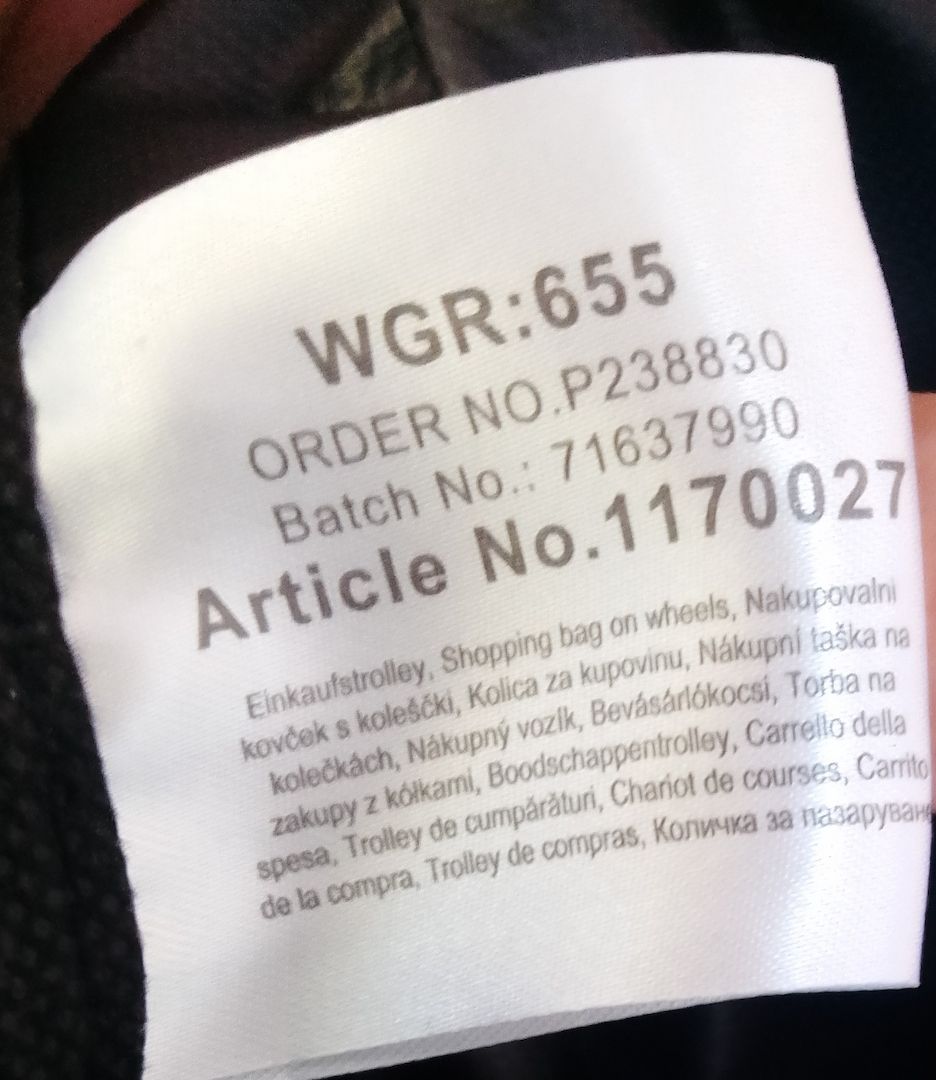 WGR:655
ORDER NO.P238830
Batch No.: 71637990
Article No.1170027
Einkaufstrolley, Shopping bag on wheels, Nakupovalni
kovček s koleščki, Kolica za kupovinu, Nákupní taška na
kolečkách, Nákupný vozík, Bevásárlókocsi, Torba na
zakupy z kółkami, Boodschappentrolley, Carrello della
spesa, Trolley de cumpărături, Chariot de courses, Carrito
de la compra, Trolley de compras, Количка за пазаруване